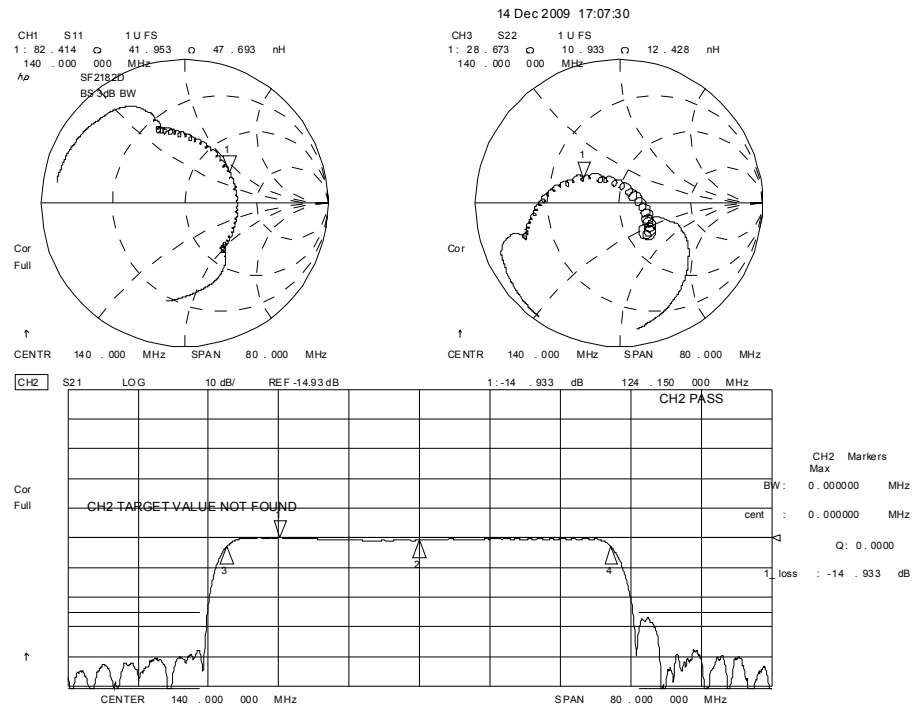 14 Dec 2009 17:07:30
CH1 S11 1 U FS
1: 82.414 Ω 41.953 Ω 47.693 nH
140.000 000 MHz
hp
SF2182D
BS 3dB BW
1
Cor
Full
↑
CENTR 140.000 MHz SPAN 80.000 MHz
CH3 S22 1 U FS
1: 28.673 Ω 10.933 Ω 12.428 nH
140.000 000 MHz
1
Cor
↑
CENTR 140.000 MHz SPAN 80.000 MHz
CH2 S21 LOG 10 dB/ REF -14.93 dB 1:-14.933 dB 124.150 000 MHz
CH2 PASS
CH2 Markers
Max
BW: 0.000000 MHz
cent : 0.000000 MHz
Q: 0.0000
1_loss : -14.933 dB
Cor
Full
CH2 TARGET VALUE NOT FOUND
3
2
4
↑
CENTER 140.000 000 MHz SPAN 80.000 000 MHz